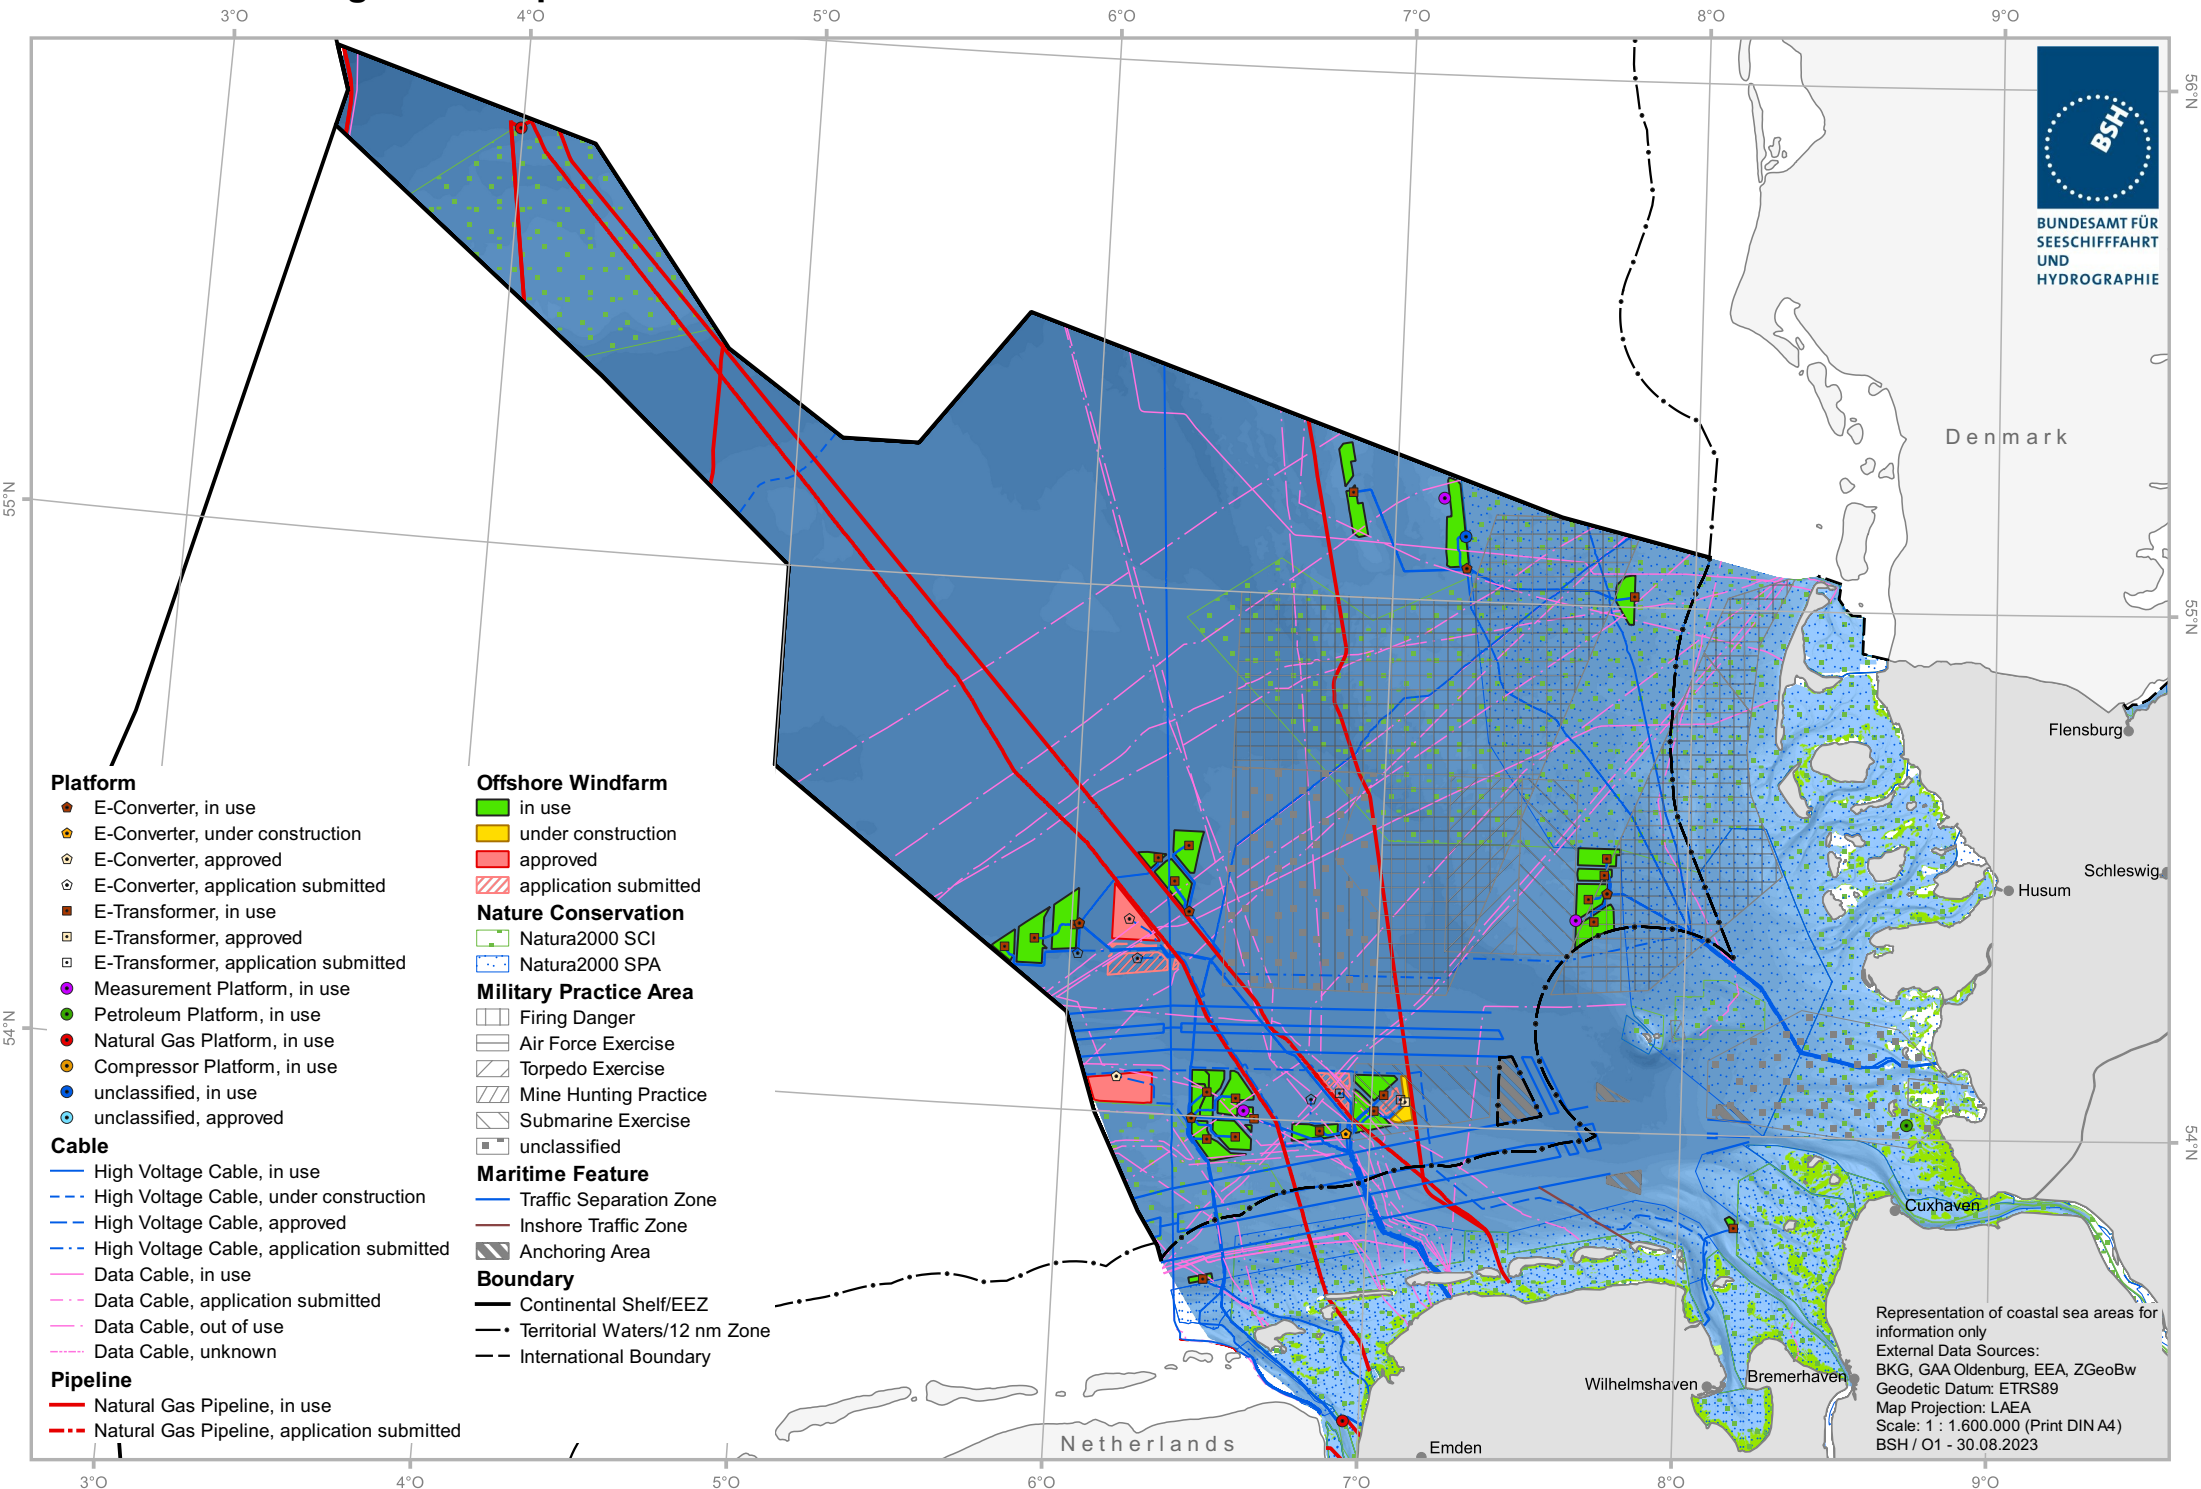 3°O 4°O 5°O 6°O 7°O 8°O 9°O
56°N
BSH
BUNDESAMT FÜR
SEESCHIFFFAHRT
UND
HYDROGRAPHIE
Denmark
55°N
55°N
Flensburg
Schleswig
Husum
54°N
54°N
Cuxhaven
Wilhelmshaven
Bremerhaven
Emden
Netherlands
Platform
E-Converter, in use
E-Converter, under construction
E-Converter, approved
E-Converter, application submitted
E-Transformer, in use
E-Transformer, approved
E-Transformer, application submitted
Measurement Platform, in use
Petroleum Platform, in use
Natural Gas Platform, in use
Compressor Platform, in use
unclassified, in use
unclassified, approved
Cable
High Voltage Cable, in use
High Voltage Cable, under construction
High Voltage Cable, approved
High Voltage Cable, application submitted
Data Cable, in use
Data Cable, application submitted
Data Cable, out of use
Data Cable, unknown
Pipeline
Natural Gas Pipeline, in use
Natural Gas Pipeline, application submitted
Offshore Windfarm
in use
under construction
approved
application submitted
Nature Conservation
Natura2000 SCI
Natura2000 SPA
Military Practice Area
Firing Danger
Air Force Exercise
Torpedo Exercise
Mine Hunting Practice
Submarine Exercise
unclassified
Maritime Feature
Traffic Separation Zone
Inshore Traffic Zone
Anchoring Area
Boundary
Continental Shelf/EEZ
Territorial Waters/12 nm Zone
International Boundary
Representation of coastal sea areas for
information only
External Data Sources:
BKG, GAA Oldenburg, EEA, ZGeoBw
Geodetic Datum: ETRS89
Map Projection: LAEA
Scale: 1 : 1.600.000 (Print DIN A4)
BSH / O1 - 30.08.2023
3°O 4°O 5°O 6°O 7°O 8°O 9°O